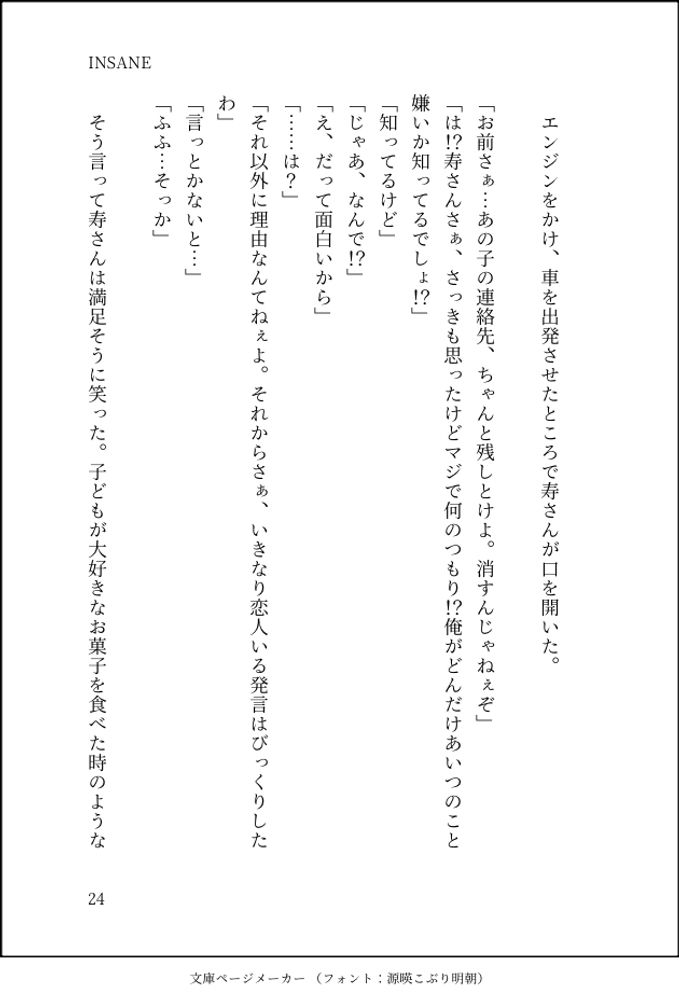 INSANE
エンジンをかけ、車を出発させたところで寿さんが口を開いた。
「お前さぁ…あの子の連絡先、ちゃんと残しとけよ。消すんじゃねぇぞ」
「は!?寿さんさぁ、さっきも思ったけどマジで何のつもり!?俺がどんだけあいつのこと
嫌いか知ってるでしょ!?」
「知ってるけど」
「じゃあ、なんで!?」
「え、だって面白いから」
「……は？」
「それ以外に理由なんてねぇよ。それからさぁ、いきなり恋人いる発言はびっくりした
わ」
「言っとかないと…」
「ふふ…そっか」
そう言って寿さんは満足そうに笑った。子どもが大好きなお菓子を食べた時のような
24
文庫ページメーカー（フォント：源暎こぶり明朝）